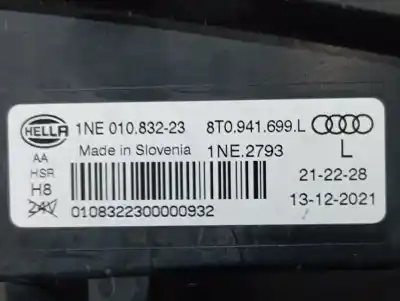 HELLA
1NE 010.832-23 8T0.941.699.L
Made in Slovenia 1NE.2793 L
AA
HSR
H8
24V
21-22-28
13-12-2021
0108322300000932